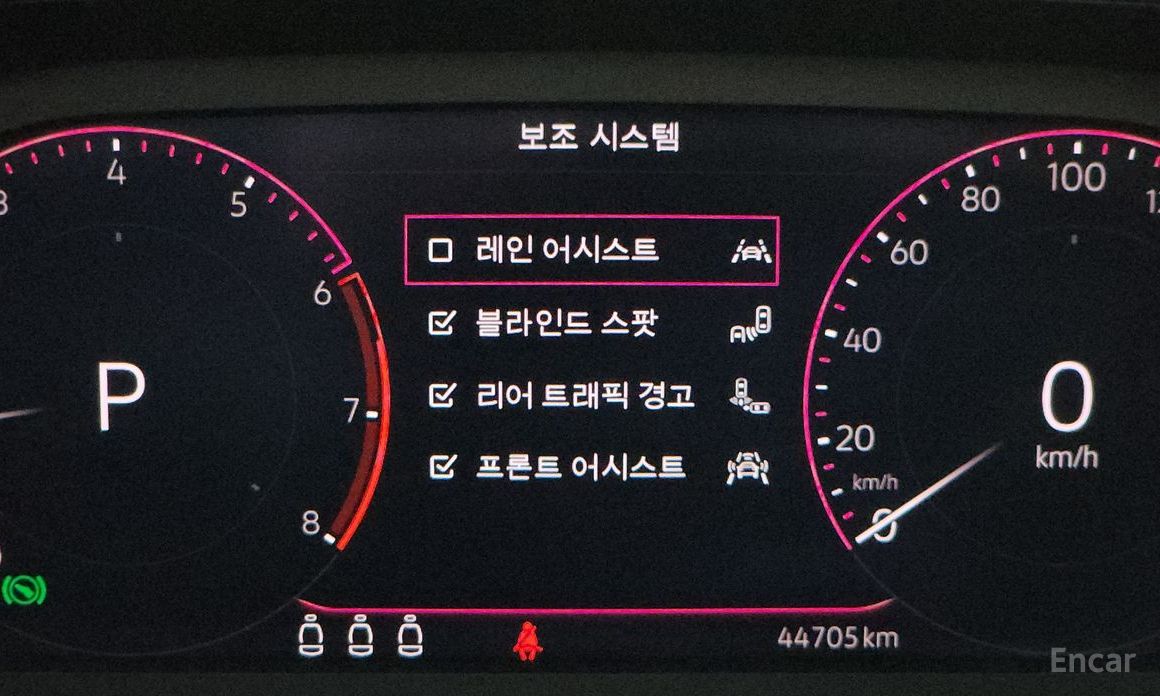 보조 시스템
레인 어시스트
블라인드 스팟
리어 트래픽 경고
프론트 어시스트
3
4
5
6
7
8
P
0
20
40
60
80
100
km/h
0
km/h
44705 km
Encar